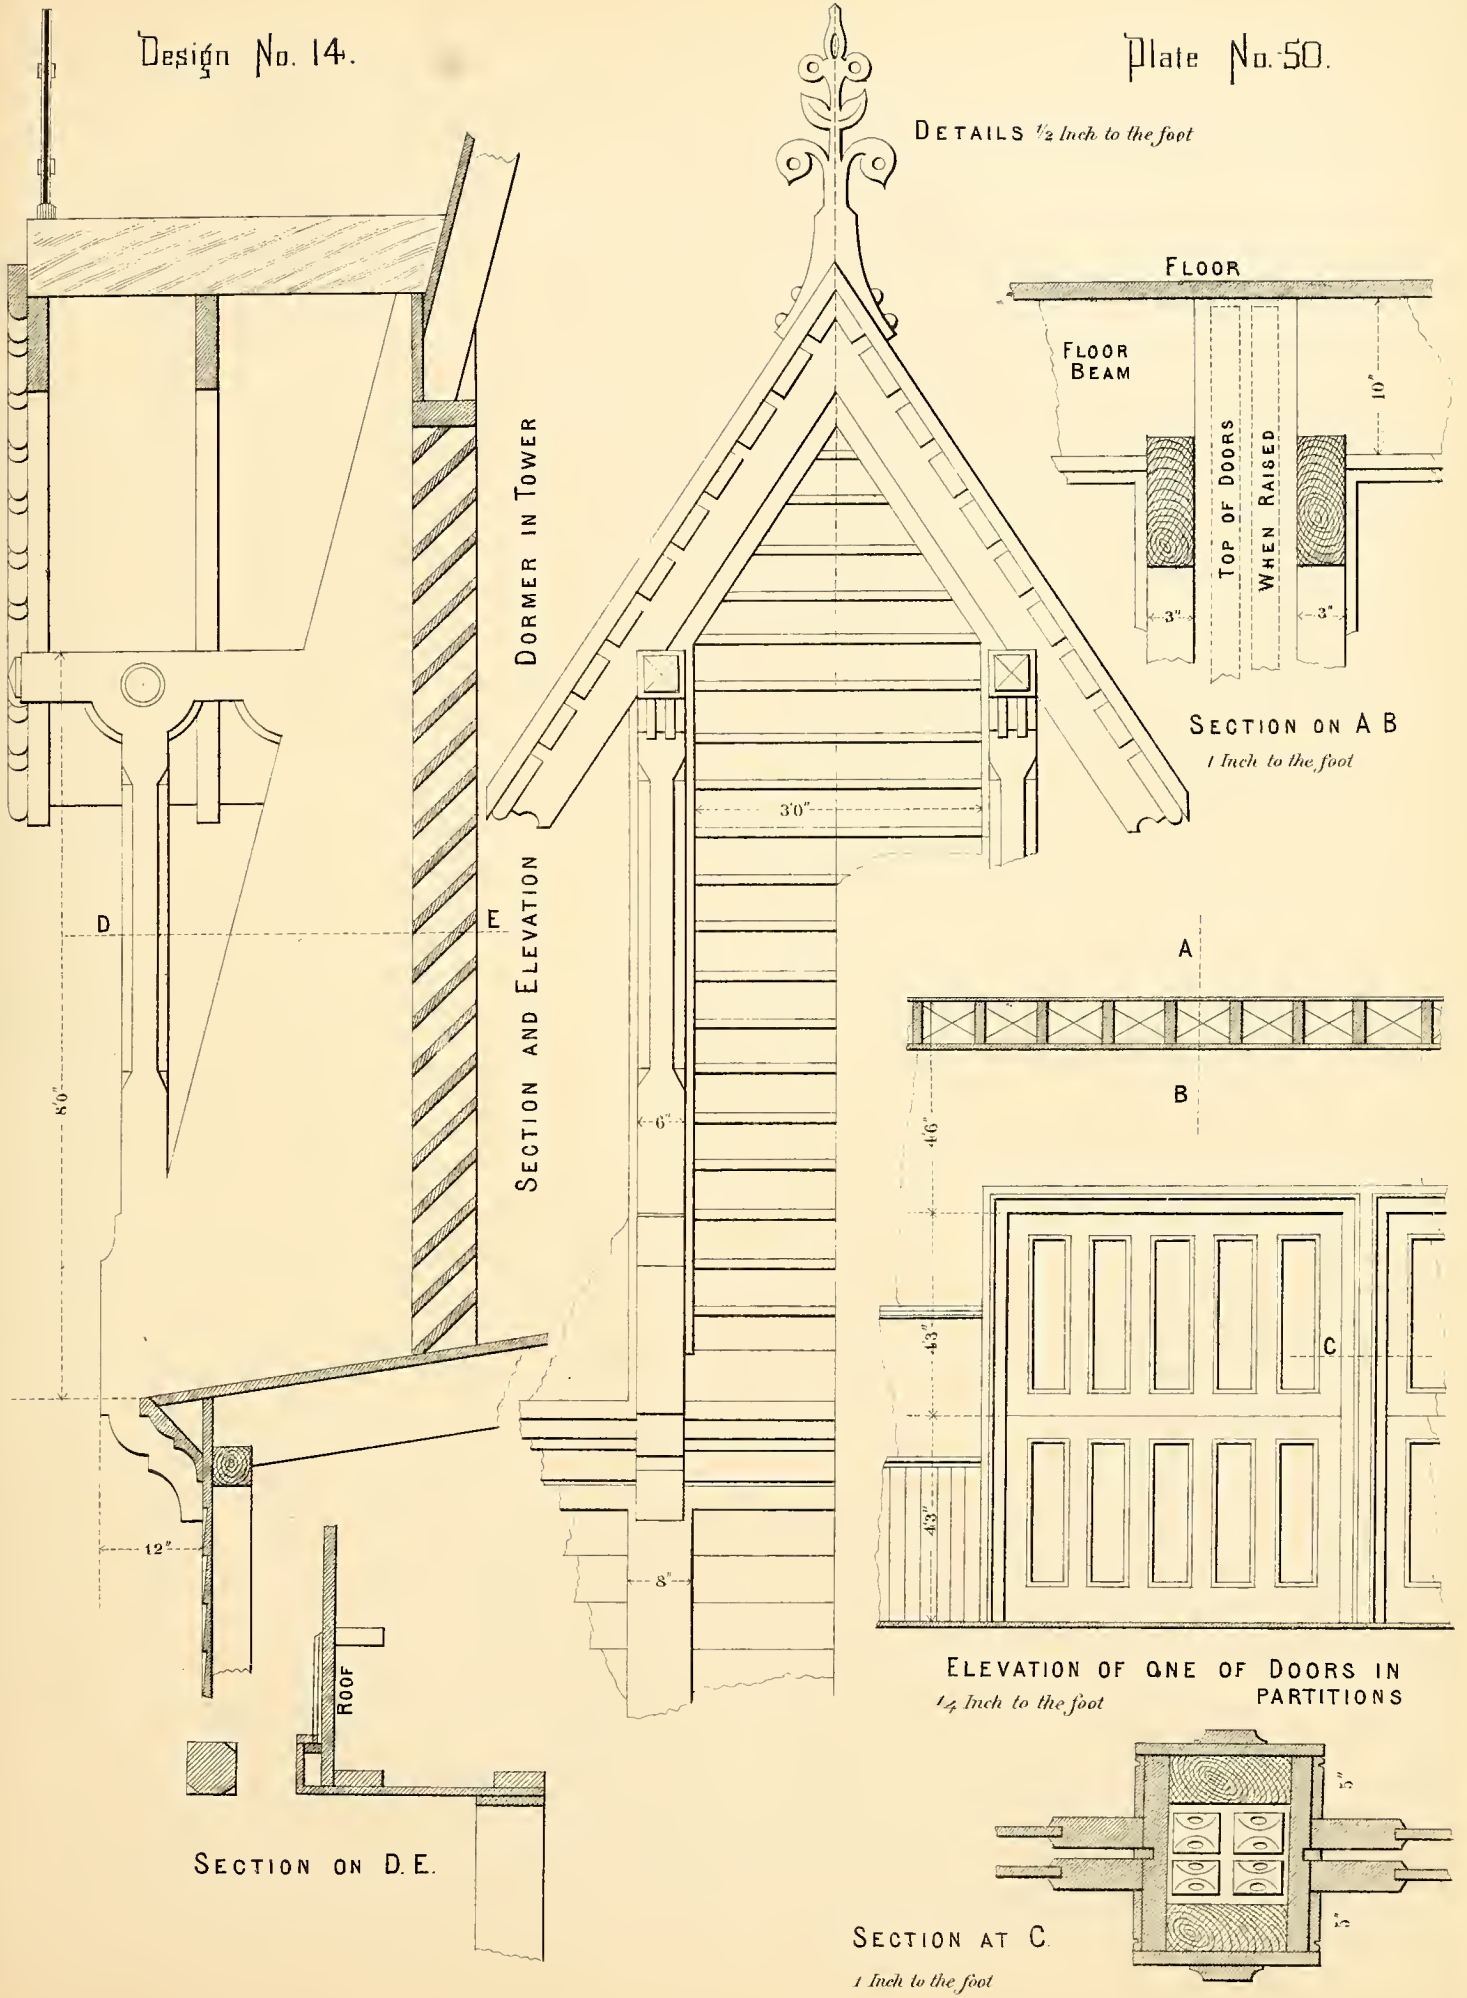 Design No. 14.
Plate No. 50.
DETAILS 1/2 Inch to the foot
FLOOR
FLOOR
BEAM
10"
TOP OF DOORS
WHEN RAISED
3"
3"
SECTION ON A B
1 Inch to the foot
DORMER IN TOWER
SECTION AND ELEVATION
3'0"
D
E
8'0"
6"
12"
8"
A
B
4'6"
4'3"
4'3"
C
ELEVATION OF ONE OF DOORS IN
PARTITIONS
1/4 Inch to the foot
ROOF
SECTION ON D. E.
5"
5"
SECTION AT C.
1 Inch to the foot